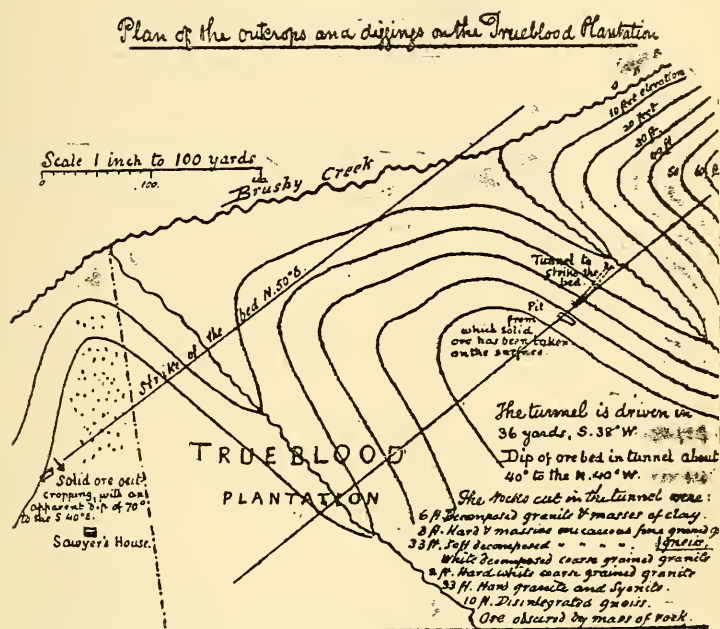 Plan of the outcrops and diggings on the Trueblood Plantation
10 feet elevation
20 feet
30 ft.
40 ft
50
60 ft
Scale 1 inch to 100 yards
0
100.
Brushy Creek
Strike of the bed N. 50° E.
Tunnel to
strike the
bed.
Pit
from
which solid
ore has been taken
on the surface.
The tunnel is driven in
36 yards, S. 38° W.
Dip of ore bed in tunnel about
40° to the N. 40° W.
TRUEBLOOD
PLANTATION
Solid ore out
cropping, with an
apparent dip of 70°
to the S 40° E.
Sawyer's House.
The rocks cut in the tunnel were:
6 ft. Decomposed granite & masses of clay.
8 ft. Hard & massive micaceous fine grained
33 ft. Soft decomposed " " " " Gneiss.
White decomposed coarse grained granite
2 ft. Hard white coarse grained granite
33 ft. Hard granite and Syenite.
10 ft. Disintegrated gneiss.
Ore obscured by mass of rock.